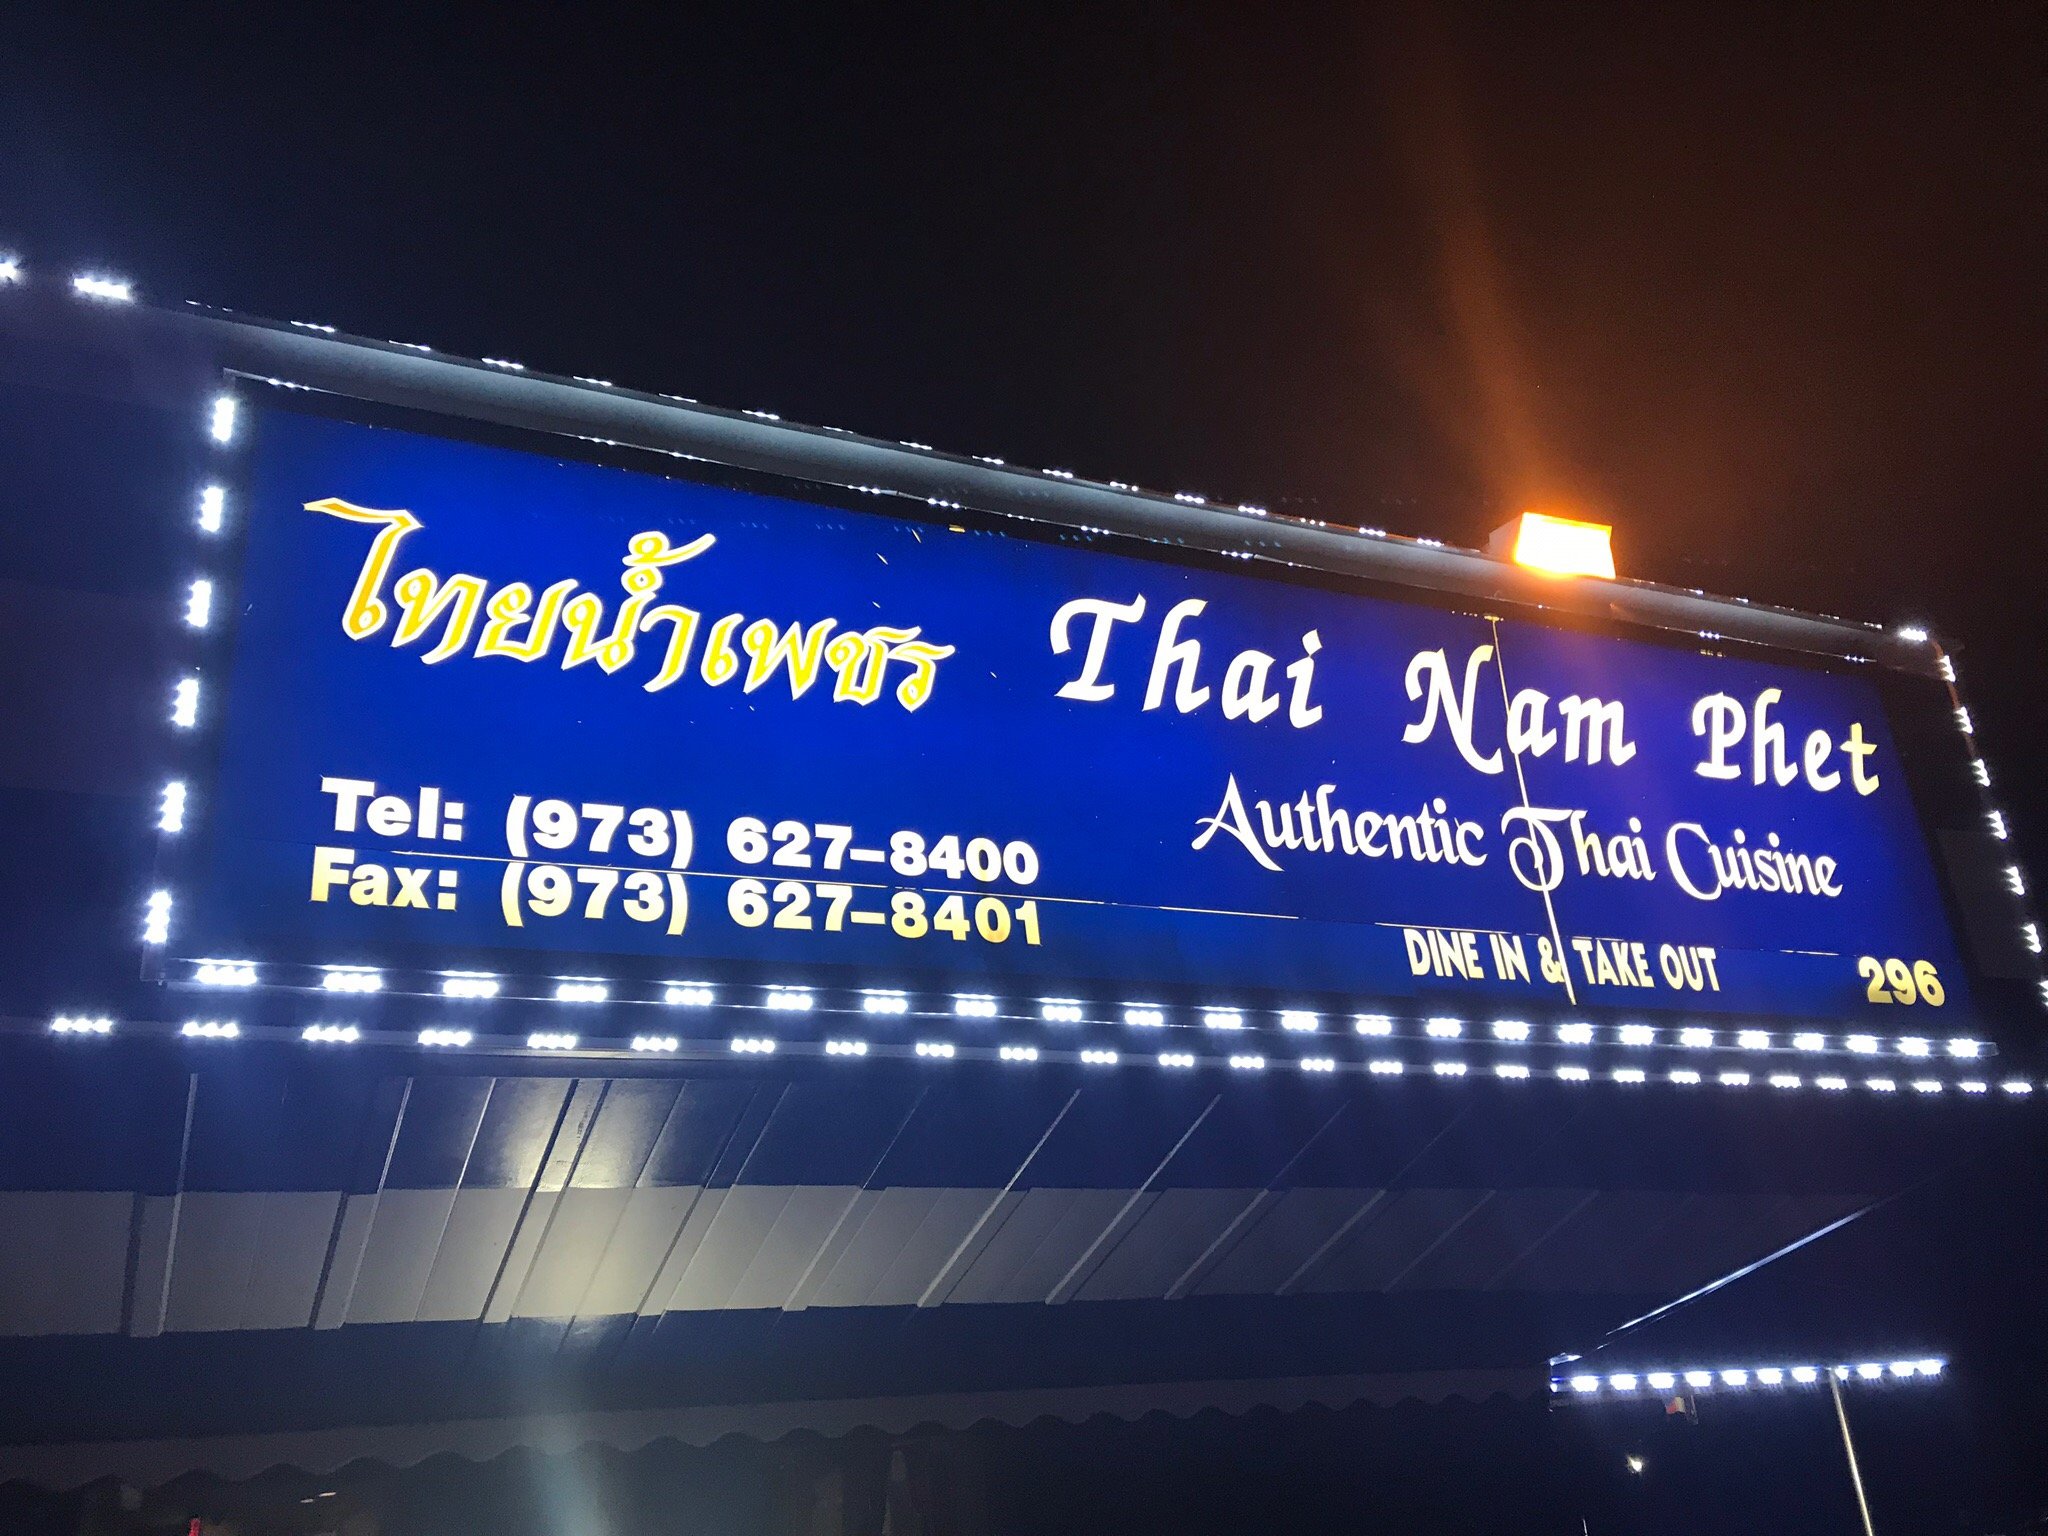 ไทยน้ำเพชร Thai Nam Phet
Authentic Thai Cuisine
Tel: (973) 627-8400
Fax: (973) 627-8401
DINE IN & TAKE OUT
296